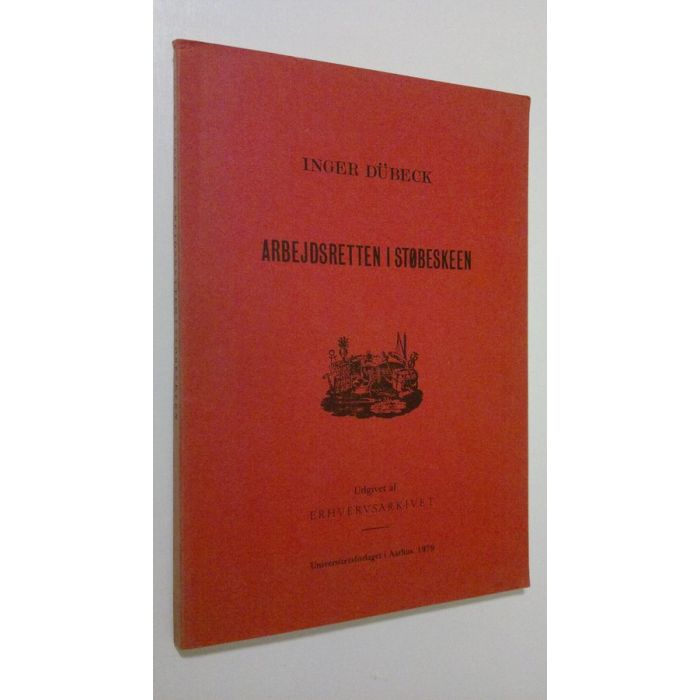 INGER DÜBECK
ARBEJDSRETTEN I STØBESKEEN
Udgivet af
ERHVERVSARKIVET
Universitetsforlaget i Aarhus, 1979